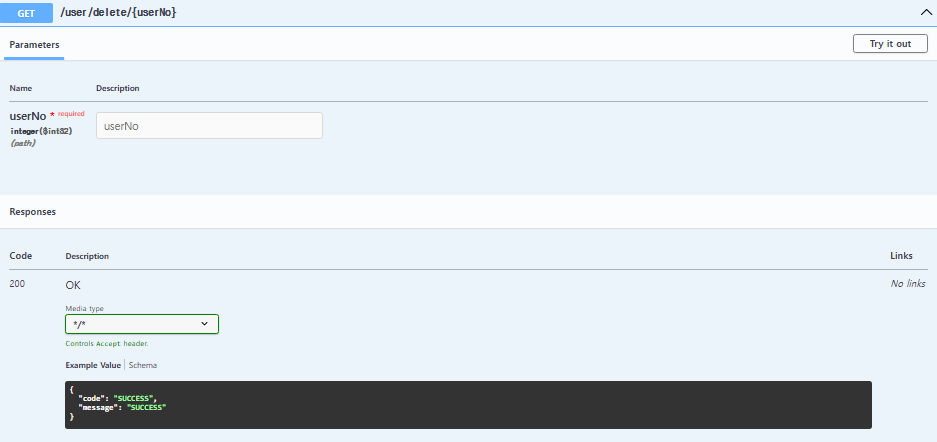 GET /user/delete/{userNo}
Parameters
Try it out
Name Description
userNo * required
integer($int32)
(path)
userNo
Responses
Code Description Links
200 OK No links
Media type
*/*
Controls Accept header.
Example Value Schema
{
"code": "SUCCESS",
"message": "SUCCESS"
}